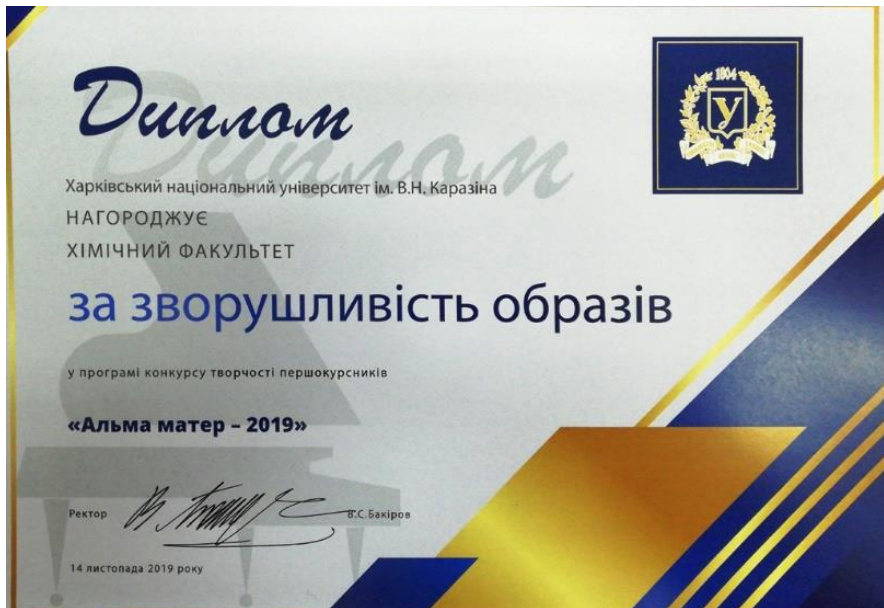 Диплом
1804
У
Харківський національний університет ім. В.Н. Каразіна
НАГОРОДЖУЄ
ХІМІЧНИЙ ФАКУЛЬТЕТ
за зворушливість образів
у програмі конкурсу творчості першокурсників
«Альма матер – 2019»
Ректор
В.С.Бакіров
14 листопада 2019 року